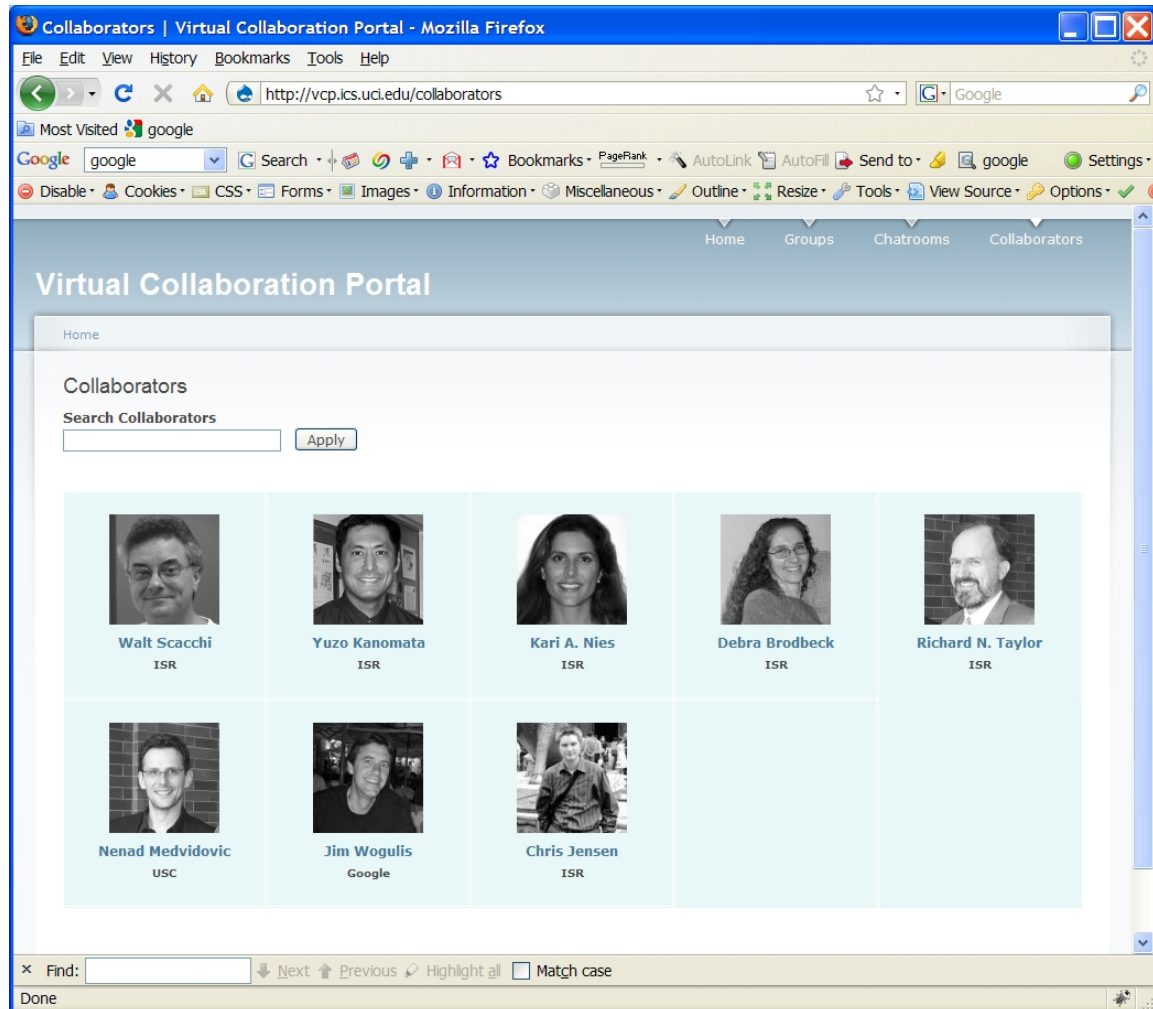 Collaborators | Virtual Collaboration Portal - Mozilla Firefox
File Edit View History Bookmarks Tools Help
http://vcp.ics.uci.edu/collaborators G Google
Most Visited google
Google google G Search Bookmarks PageRank AutoLink AutoFill Send to google Settings
Disable Cookies CSS Forms Images Information Miscellaneous Outline Resize Tools View Source Options
Home Groups Chatrooms Collaborators
Virtual Collaboration Portal
Home
Collaborators
Search Collaborators
Apply
Walt Scacchi Yuzo Kanomata Kari A. Nies Debra Brodbeck Richard N. Taylor
ISR ISR ISR ISR ISR
Nenad Medvidovic Jim Wogulis Chris Jensen
USC Google ISR
× Find: Next Previous Highlight all Match case
Done